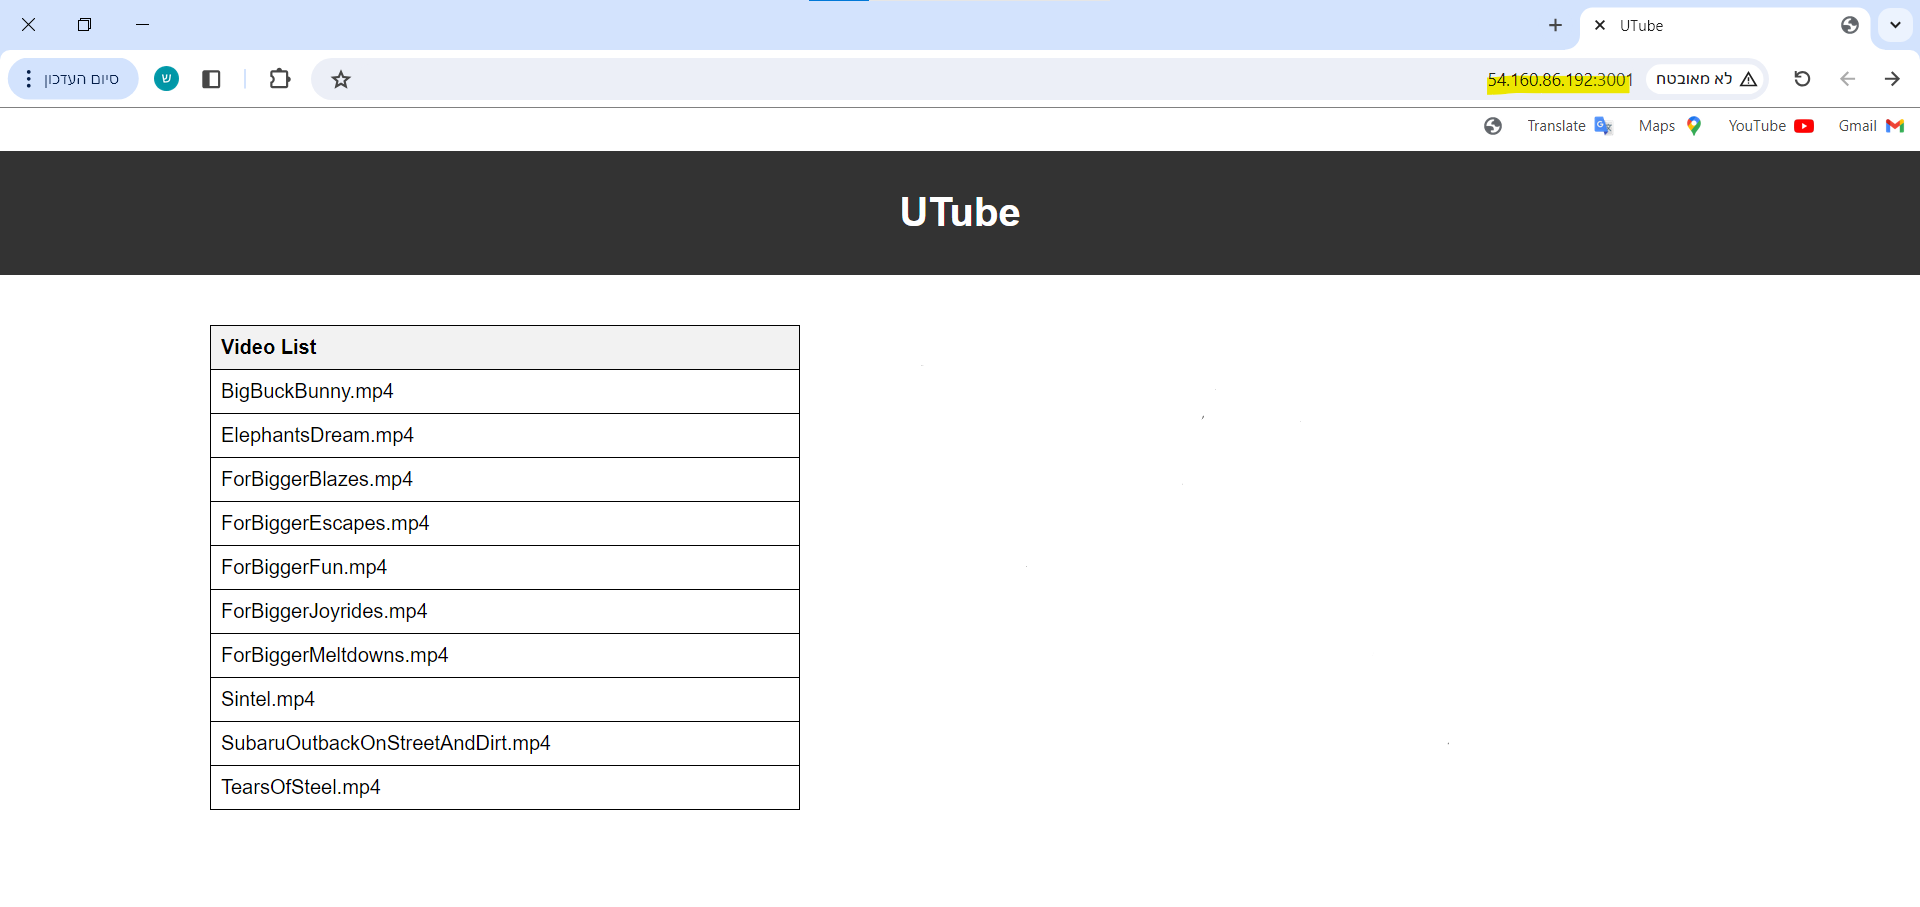 UTube
סיום העדכון
ש
54.160.86.192:3001
לא מאובטח
Translate
Maps
YouTube
Gmail
UTube
Video List
BigBuckBunny.mp4
ElephantsDream.mp4
ForBiggerBlazes.mp4
ForBiggerEscapes.mp4
ForBiggerFun.mp4
ForBiggerJoyrides.mp4
ForBiggerMeltdowns.mp4
Sintel.mp4
SubaruOutbackOnStreetAndDirt.mp4
TearsOfSteel.mp4